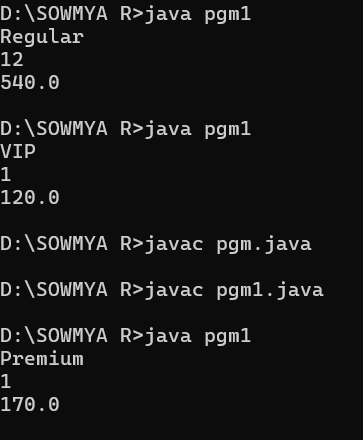 D:\SOWMYA R>java pgm1
Regular
12
540.0
D:\SOWMYA R>java pgm1
VIP
1
120.0
D:\SOWMYA R>javac pgm.java
D:\SOWMYA R>javac pgm1.java
D:\SOWMYA R>java pgm1
Premium
1
170.0